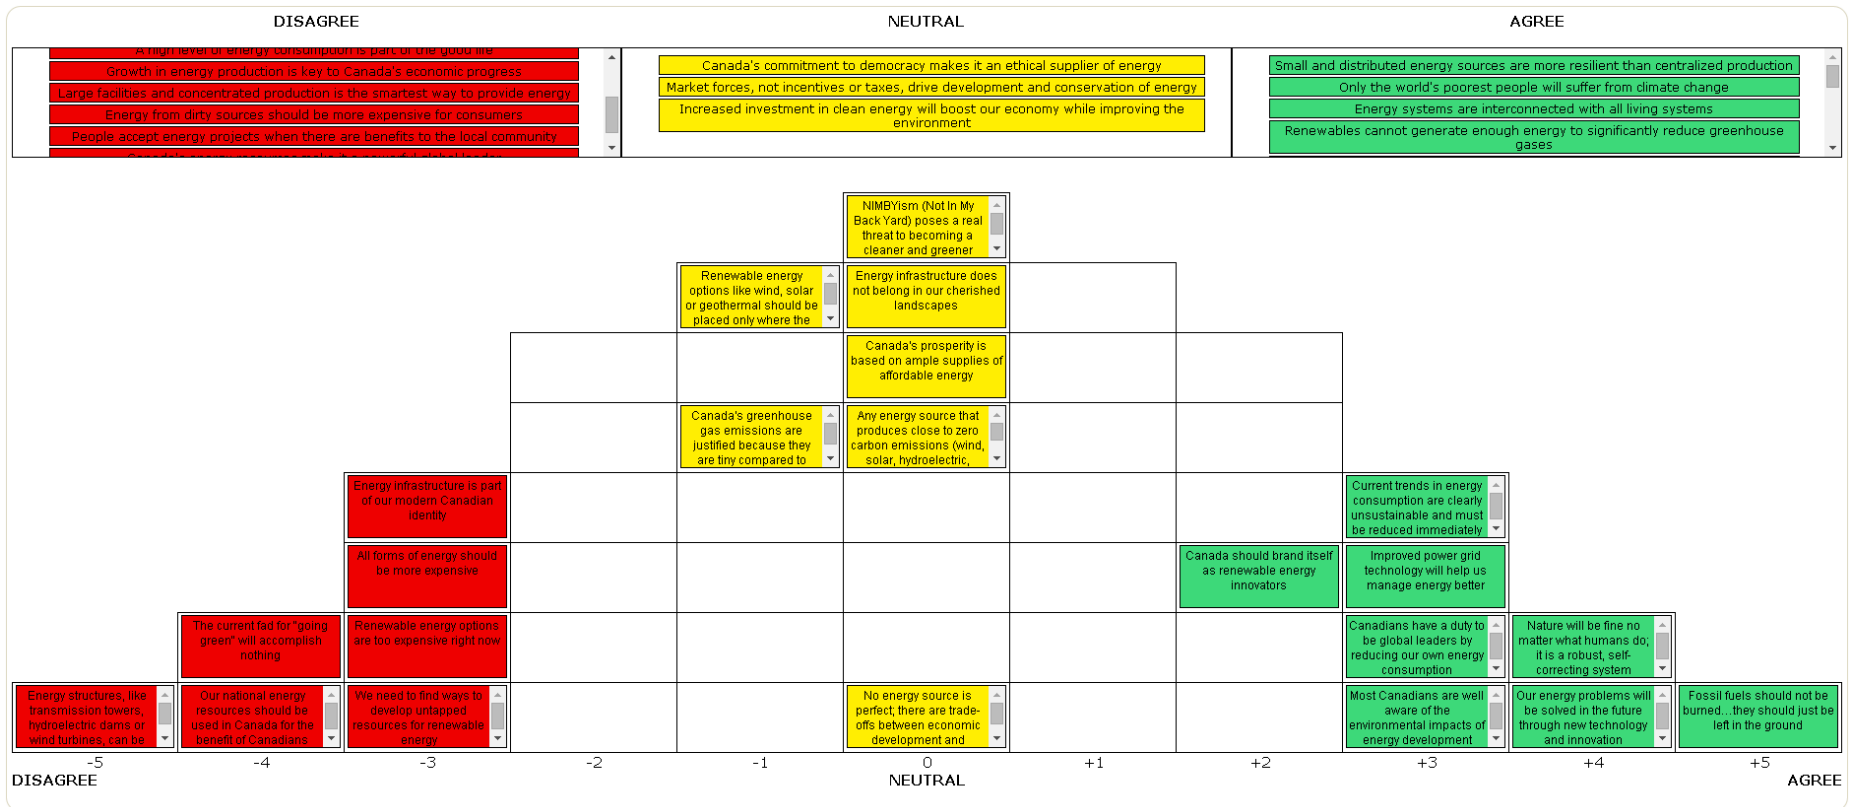 DISAGREE
NEUTRAL
AGREE
A high level of energy consumption is part of the good life
Growth in energy production is key to Canada's economic progress
Large facilities and concentrated production is the smartest way to provide energy
Energy from dirty sources should be more expensive for consumers
People accept energy projects when there are benefits to the local community
Canada's energy resources make it a powerful global leader
Canada's commitment to democracy makes it an ethical supplier of energy
Market forces, not incentives or taxes, drive development and conservation of energy
Increased investment in clean energy will boost our economy while improving the
environment
Small and distributed energy sources are more resilient than centralized production
Only the world's poorest people will suffer from climate change
Energy systems are interconnected with all living systems
Renewables cannot generate enough energy to significantly reduce greenhouse
gases
NIMBYism (Not In My
Back Yard) poses a real
threat to becoming a
cleaner and greener
Renewable energy
options like wind, solar
or geothermal should be
placed only where the
Energy infrastructure does
not belong in our cherished
landscapes
Canada's prosperity is
based on ample supplies of
affordable energy
Canada's greenhouse
gas emissions are
justified because they
are tiny compared to
Any energy source that
produces close to zero
carbon emissions (wind,
solar, hydroelectric,
Energy infrastructure is part
of our modern Canadian
identity
Current trends in energy
consumption are clearly
unsustainable and must
be reduced immediately
All forms of energy should
be more expensive
Canada should brand itself
as renewable energy
innovators
Improved power grid
technology will help us
manage energy better
The current fad for "going
green" will accomplish
nothing
Renewable energy options
are too expensive right now
Canadians have a duty to
be global leaders by
reducing our own energy
consumption
Nature will be fine no
matter what humans do;
it is a robust, self-
correcting system
Energy structures, like
transmission towers,
hydroelectric dams or
wind turbines, can be
Our national energy
resources should be
used in Canada for the
benefit of Canadians
We need to find ways to
develop untapped
resources for renewable
energy
No energy source is
perfect; there are trade-
offs between economic
development and
Most Canadians are well
aware of the
environmental impacts of
energy development
Our energy problems will
be solved in the future
through new technology
and innovation
Fossil fuels should not be
burned...they should just be
left in the ground
-5
-4
-3
-2
-1
0
+1
+2
+3
+4
+5
DISAGREE
NEUTRAL
AGREE